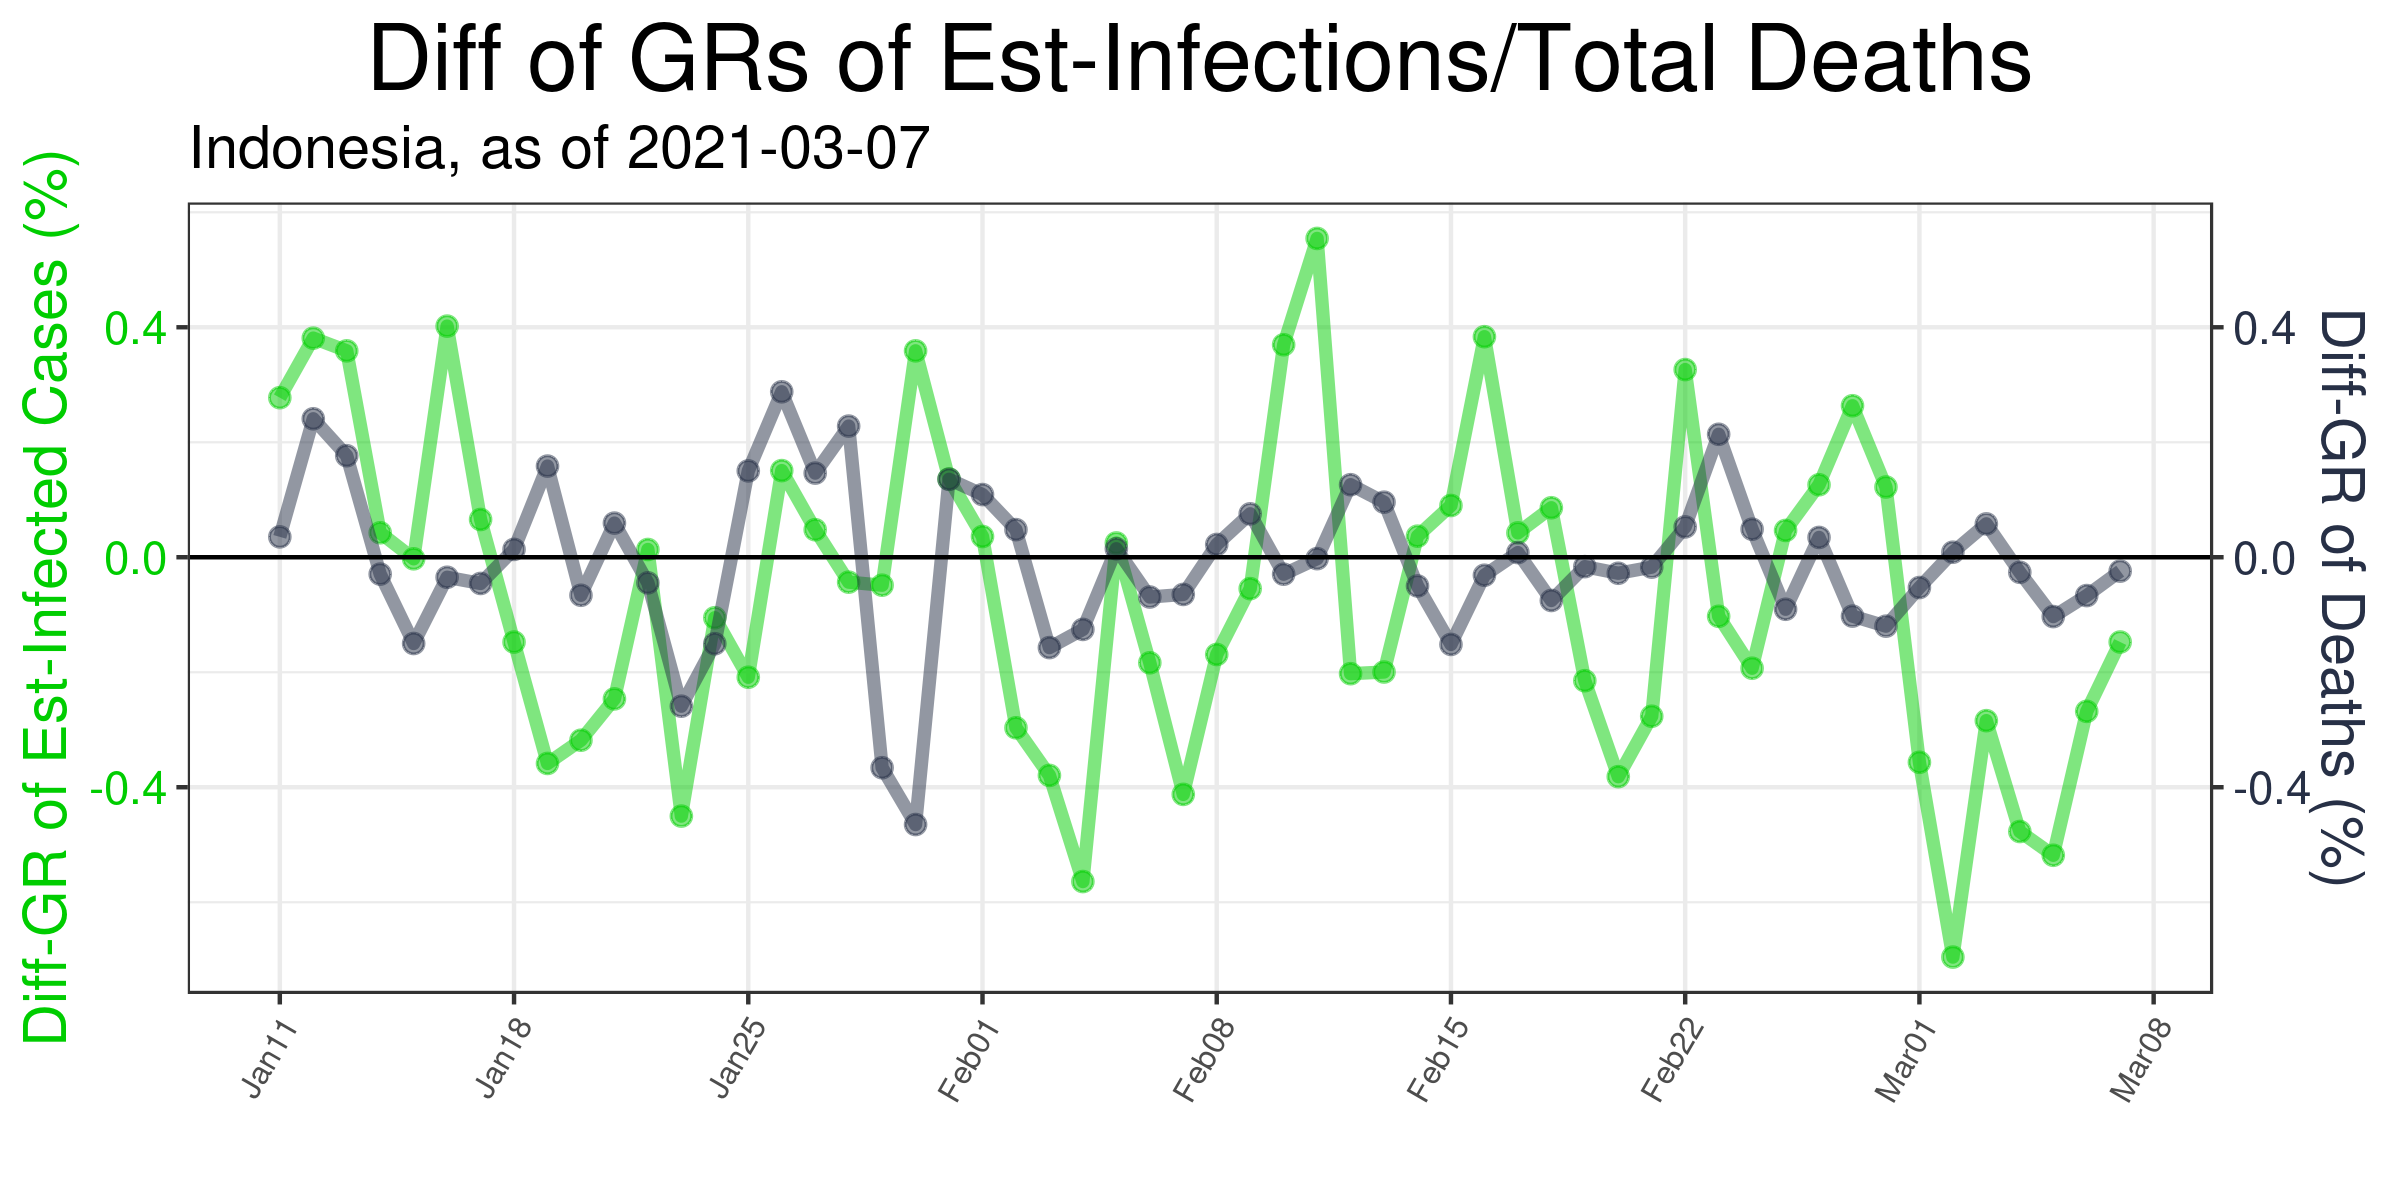 Diff of GRs of Est-Infections/Total Deaths
Indonesia, as of 2021-03-07
Diff-GR of Est-Infected Cases (%)
0.4
0.0
-0.4
0.4
0.0
-0.4
Diff-GR of Deaths (%)
Jan11
Jan18
Jan25
Feb01
Feb08
Feb15
Feb22
Mar01
Mar08